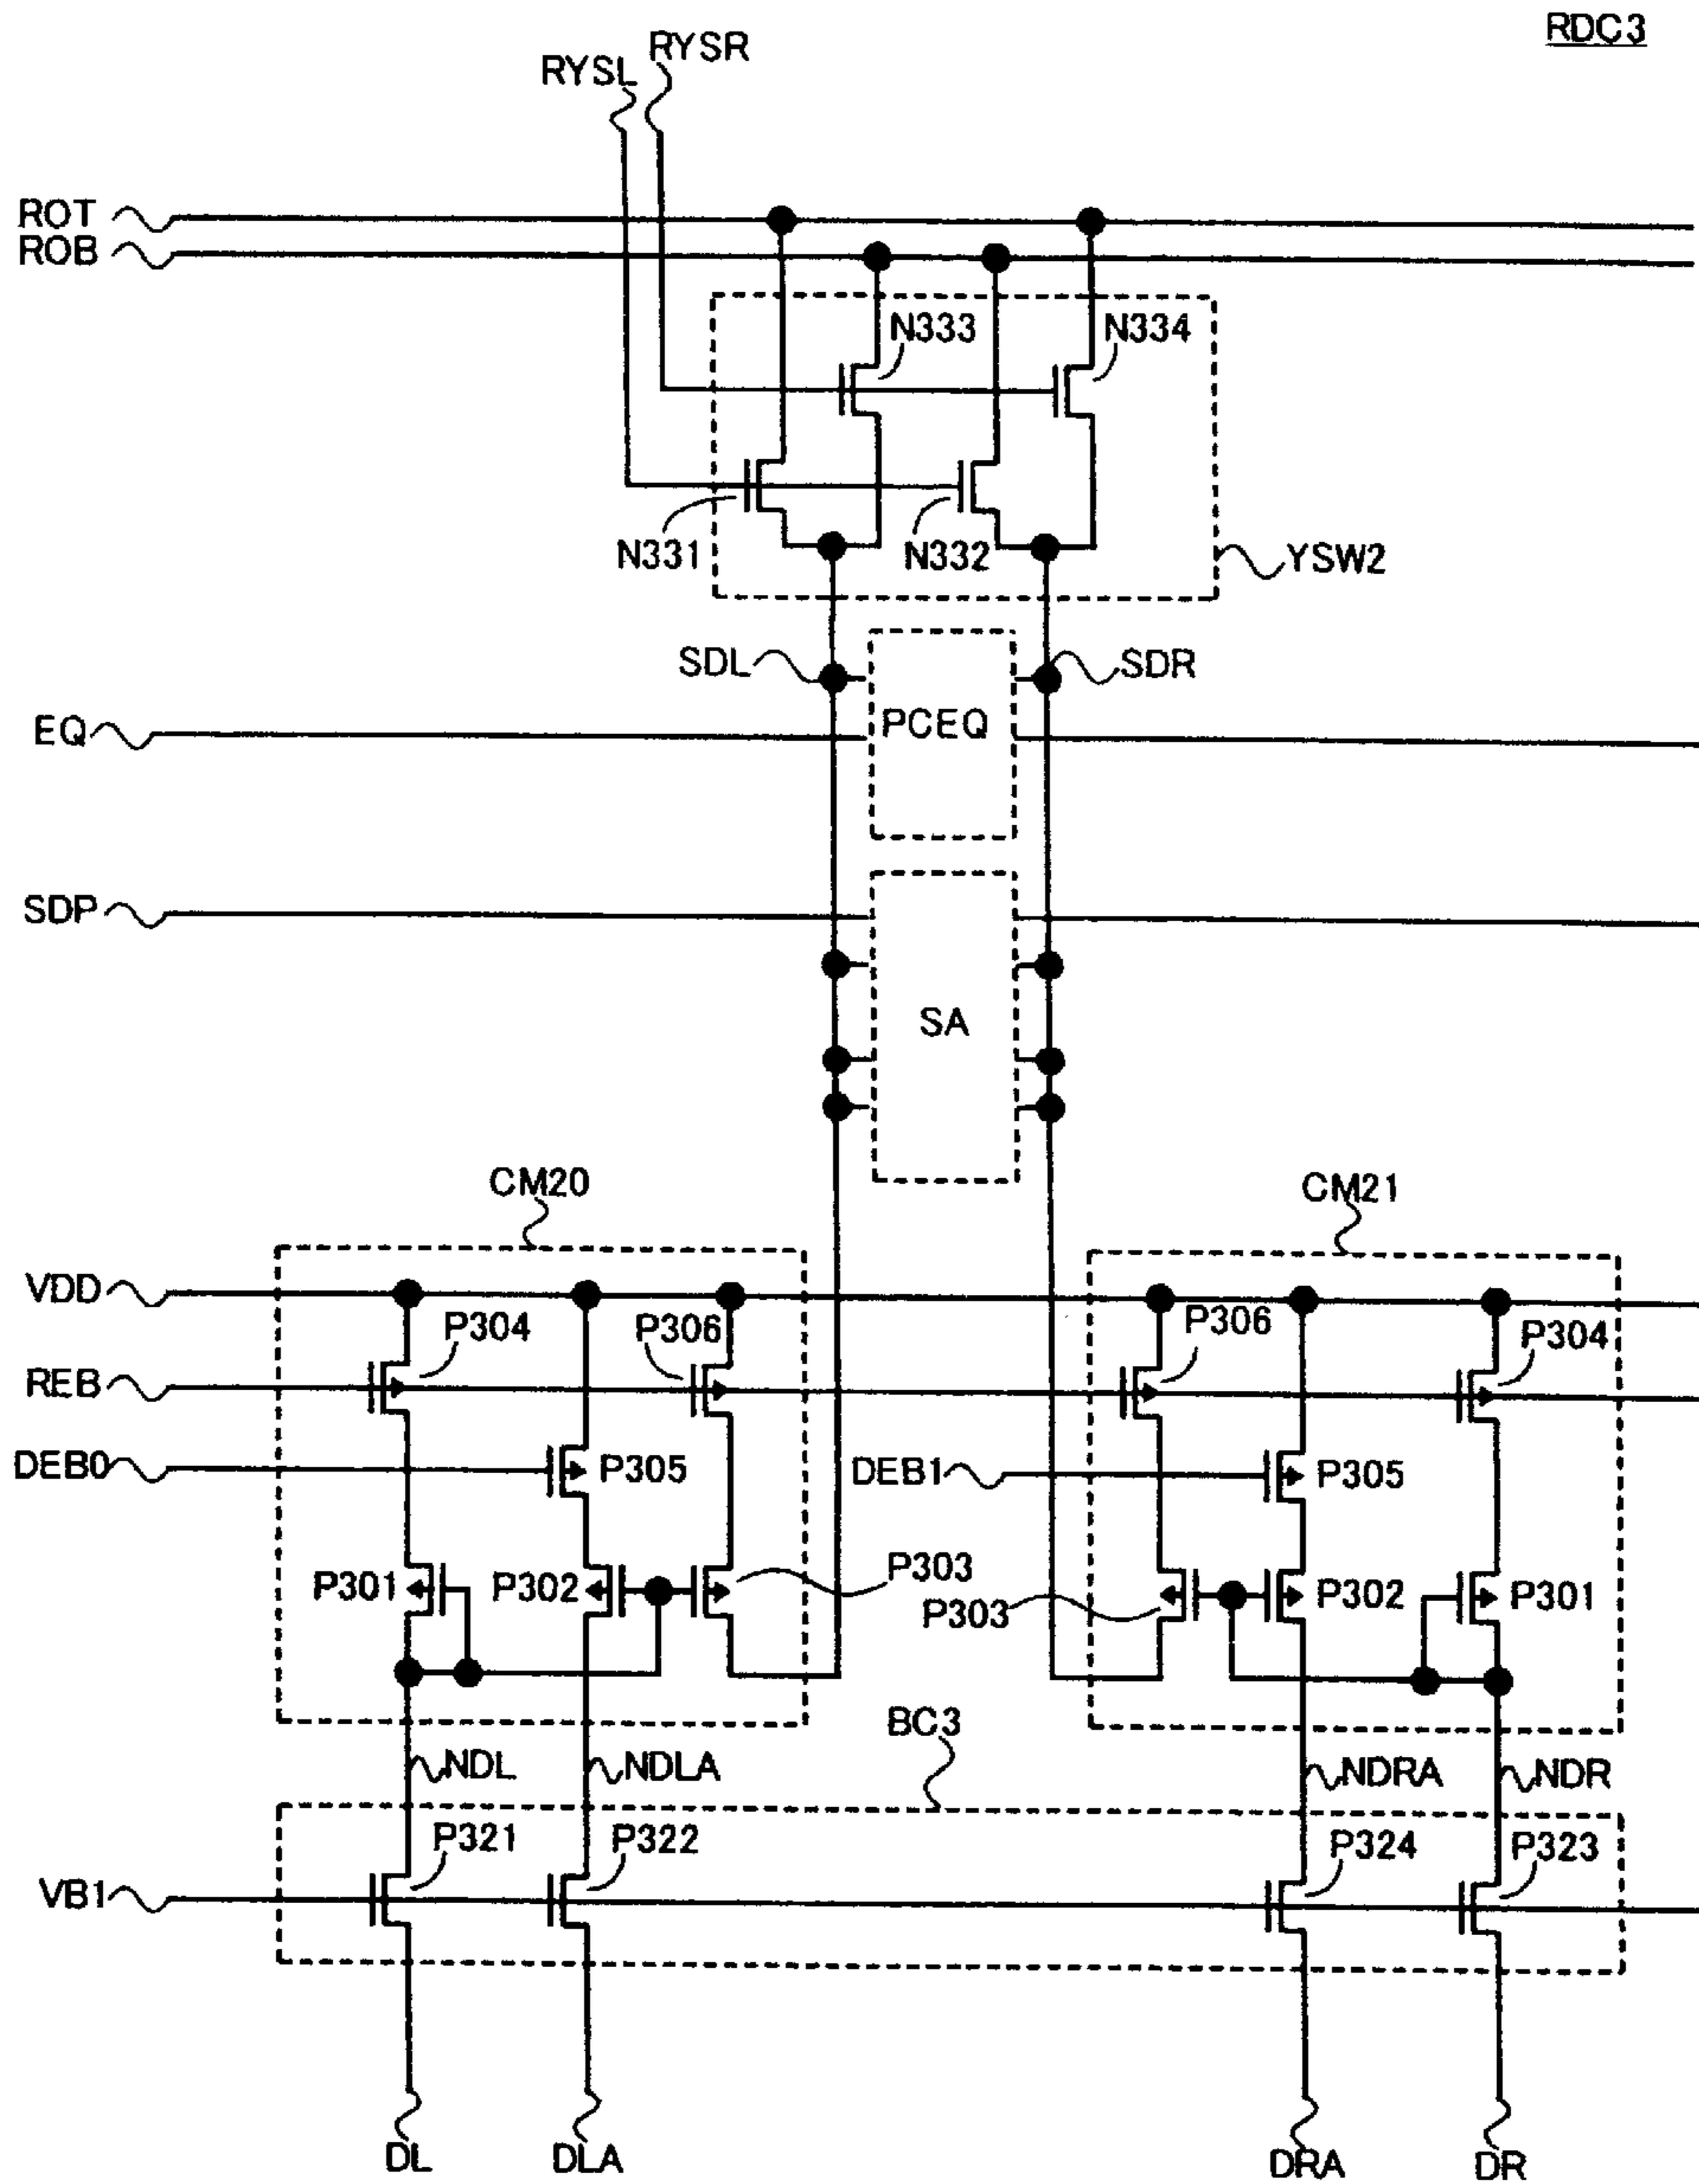 RDC3
RYSR
RYSL
ROT
ROB
N333
N334
N331
N332
YSW2
SDL
SDR
EQ
PCEQ
SDP
SA
CM20
CM21
VDD
P304
P306
P306
P304
REB
DEB0
P305
DEB1
P305
P301
P302
P303
P303
P302
P301
BC3
NDL
NDLA
NDRA
NDR
P321
P322
P324
P323
VB1
DL
DLA
DRA
DR